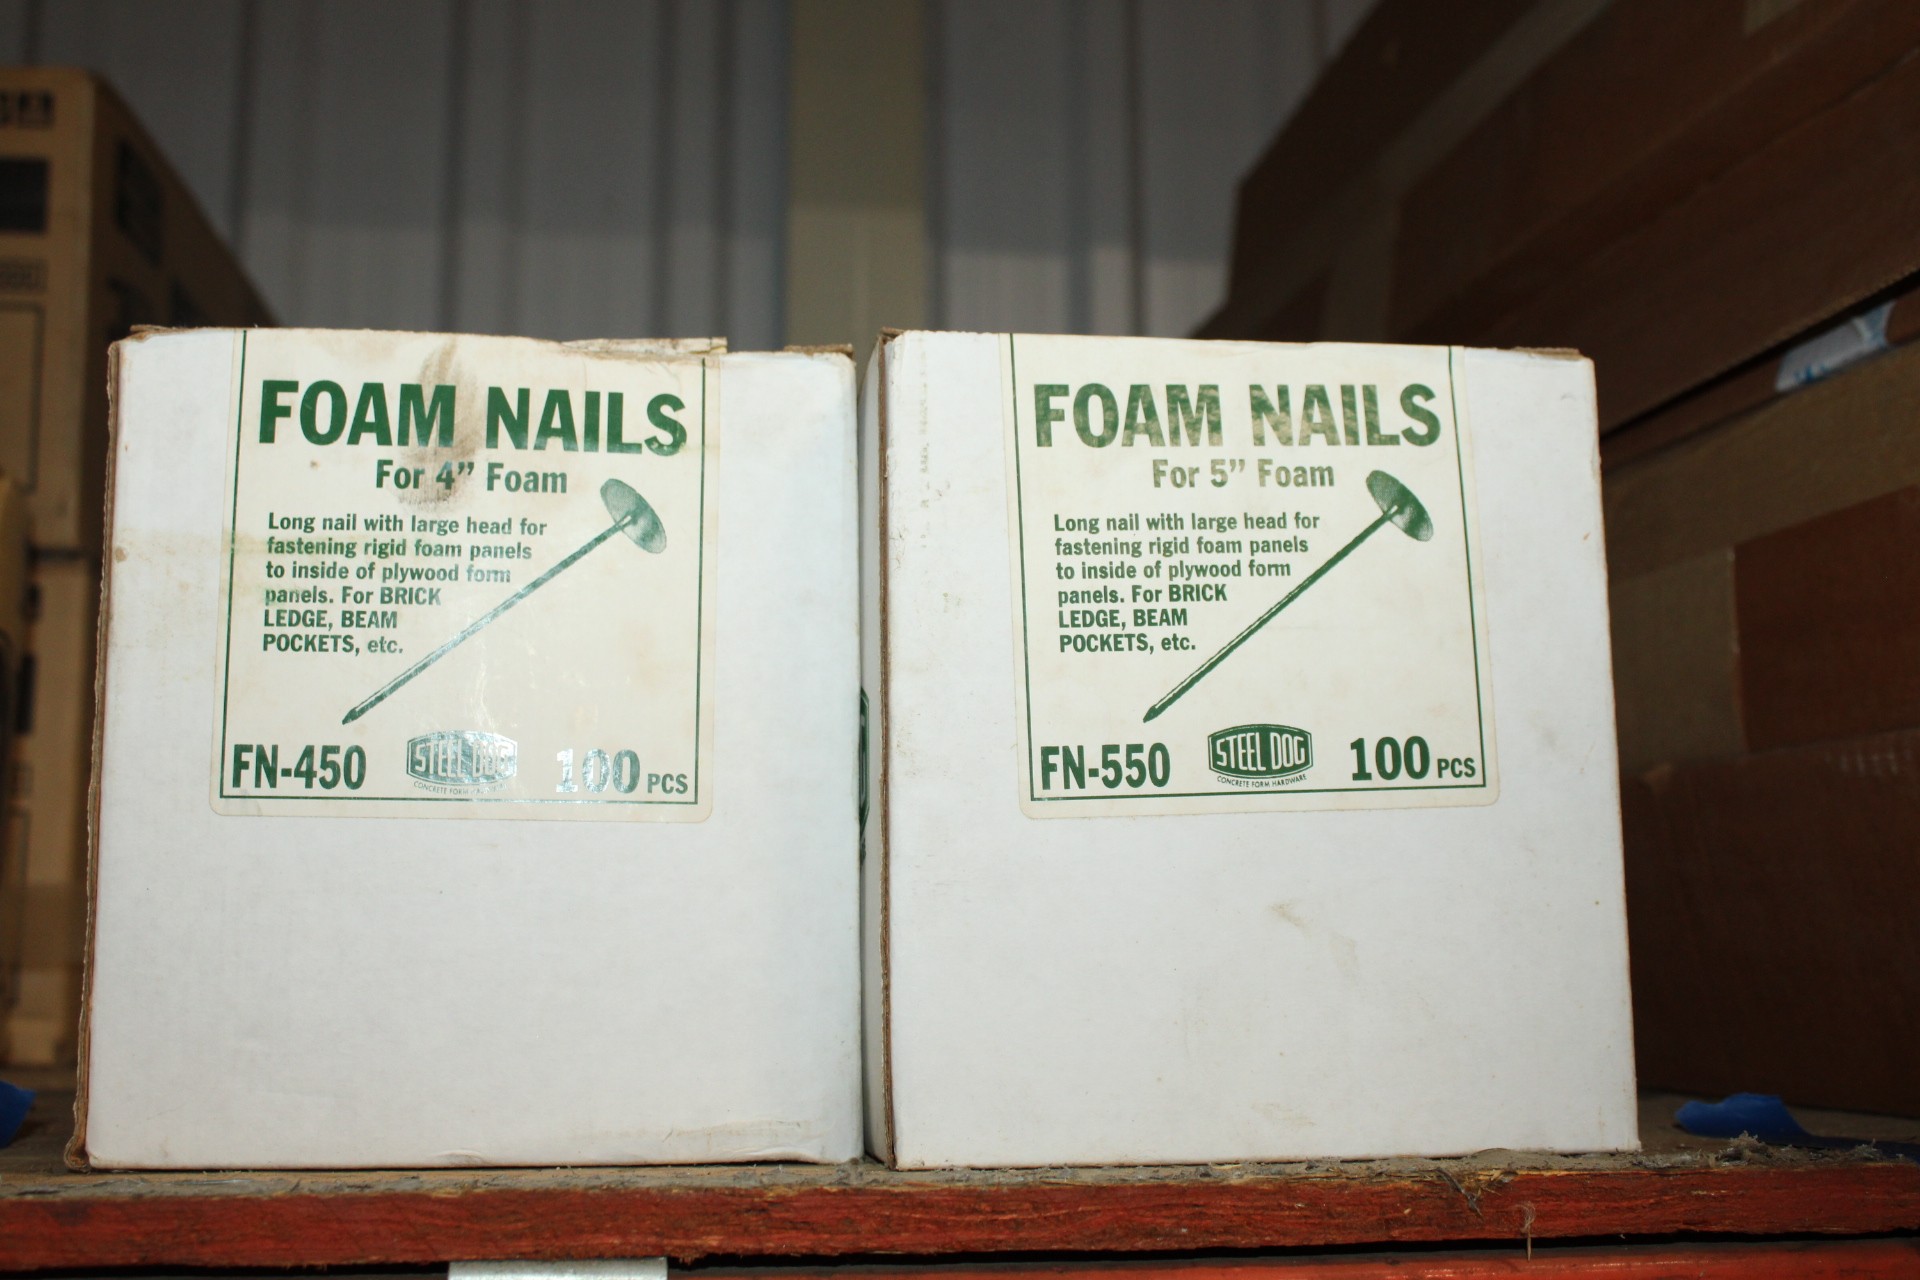 FOAM NAILS
For 4” Foam
Long nail with large head for
fastening rigid foam panels
to inside of plywood form
panels. For BRICK
LEDGE, BEAM
POCKETS, etc.
FN-450
STEEL DOG
CONCRETE FORM
100 PCS
FOAM NAILS
For 5” Foam
Long nail with large head for
fastening rigid foam panels
to inside of plywood form
panels. For BRICK
LEDGE, BEAM
POCKETS, etc.
FN-550
STEEL DOG
CONCRETE FORM HARDWARE
100 PCS